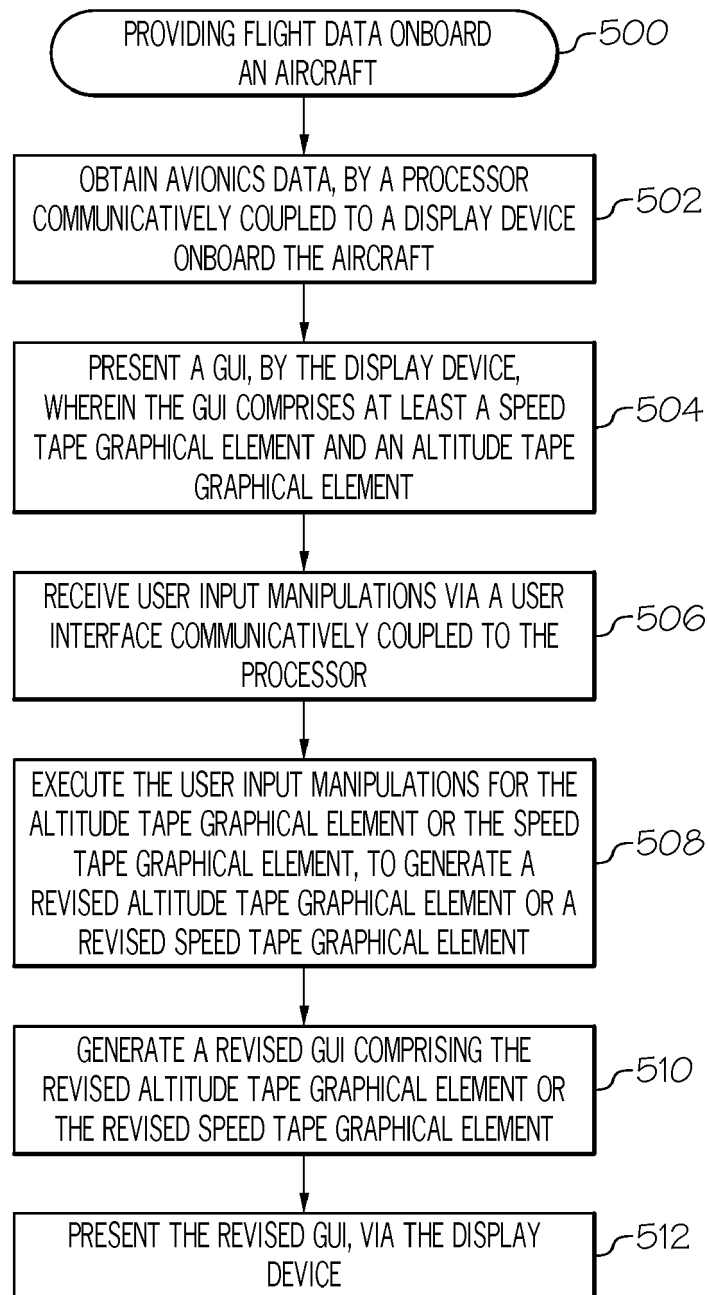 PROVIDING FLIGHT DATA ONBOARD
AN AIRCRAFT
500
OBTAIN AVIONICS DATA, BY A PROCESSOR
COMMUNICATIVELY COUPLED TO A DISPLAY DEVICE
ONBOARD THE AIRCRAFT
502
PRESENT A GUI, BY THE DISPLAY DEVICE,
WHEREIN THE GUI COMPRISES AT LEAST A SPEED
TAPE GRAPHICAL ELEMENT AND AN ALTITUDE TAPE
GRAPHICAL ELEMENT
504
RECEIVE USER INPUT MANIPULATIONS VIA A USER
INTERFACE COMMUNICATIVELY COUPLED TO THE
PROCESSOR
506
EXECUTE THE USER INPUT MANIPULATIONS FOR THE
ALTITUDE TAPE GRAPHICAL ELEMENT OR THE SPEED
TAPE GRAPHICAL ELEMENT, TO GENERATE A
REVISED ALTITUDE TAPE GRAPHICAL ELEMENT OR A
REVISED SPEED TAPE GRAPHICAL ELEMENT
508
GENERATE A REVISED GUI COMPRISING THE
REVISED ALTITUDE TAPE GRAPHICAL ELEMENT OR
THE REVISED SPEED TAPE GRAPHICAL ELEMENT
510
PRESENT THE REVISED GUI, VIA THE DISPLAY
DEVICE
512